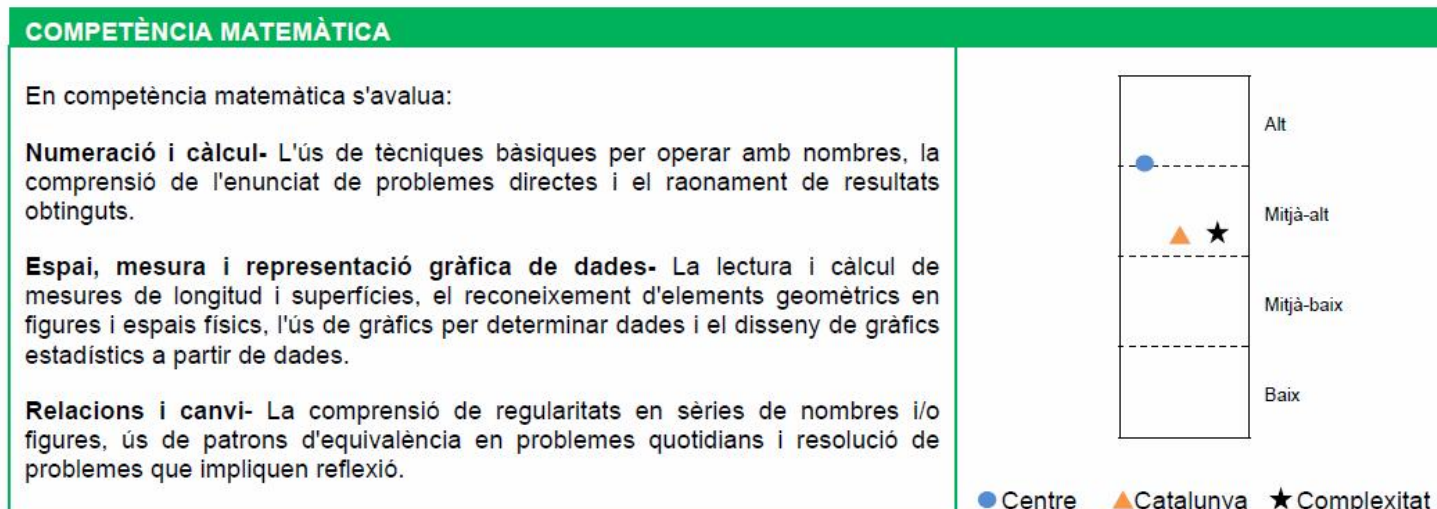 COMPETÈNCIA MATEMÀTICA
En competència matemàtica s'avalua:
Numeració i càlcul- L'ús de tècniques bàsiques per operar amb nombres, la
comprensió de l'enunciat de problemes directes i el raonament de resultats
obtinguts.
Espai, mesura i representació gràfica de dades- La lectura i càlcul de
mesures de longitud i superfícies, el reconeixement d'elements geomètrics en
figures i espais físics, l'ús de gràfics per determinar dades i el disseny de gràfics
estadístics a partir de dades.
Relacions i canvi- La comprensió de regularitats en sèries de nombres i/o
figures, ús de patrons d'equivalència en problemes quotidians i resolució de
problemes que impliquen reflexió.
Alt
Mitjà-alt
Mitjà-baix
Baix
Centre Catalunya Complexitat